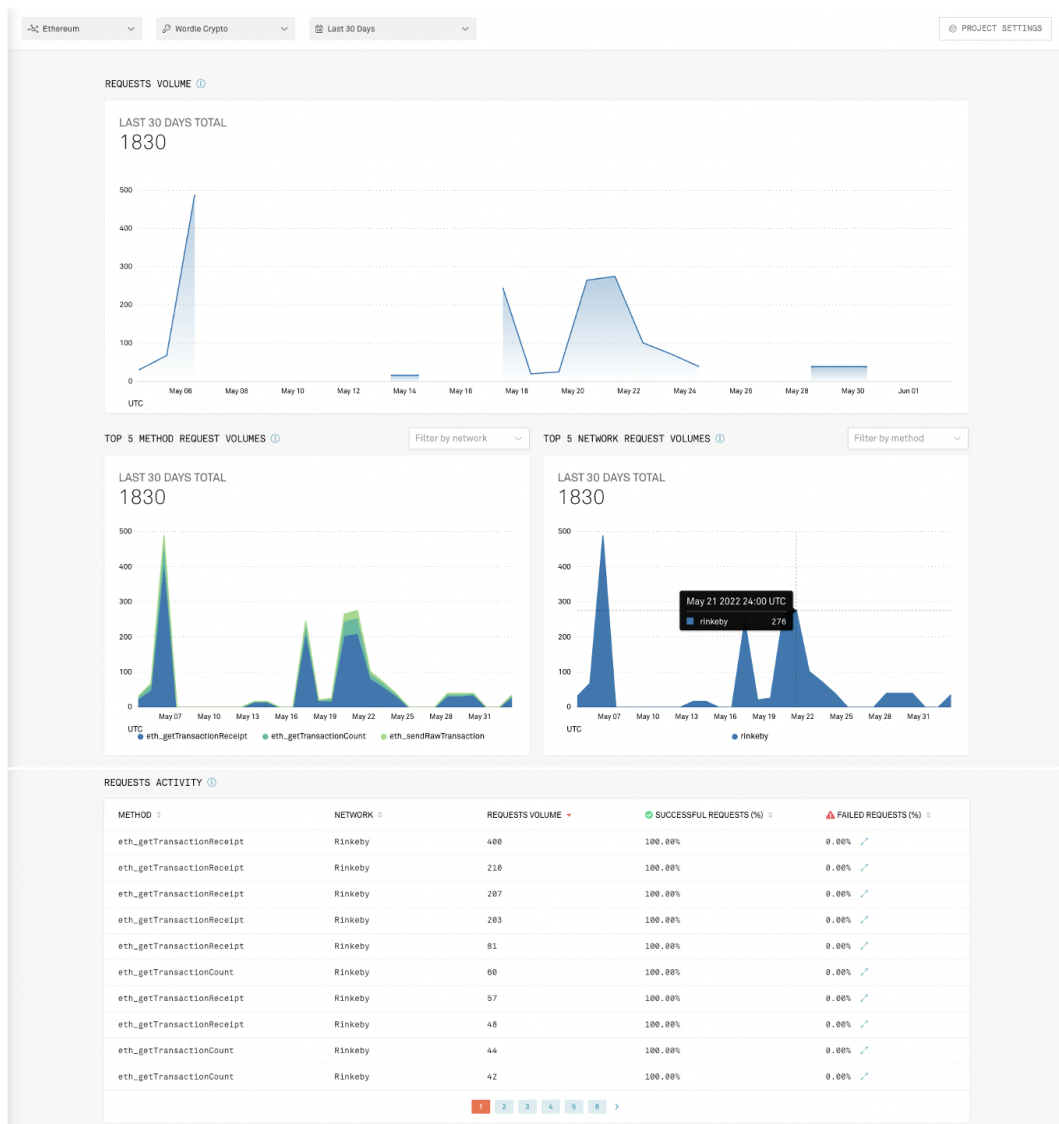 Ethereum Wordle Crypto Last 30 Days PROJECT SETTINGS
REQUESTS VOLUME
LAST 30 DAYS TOTAL
1830
500
400
300
200
100
0
May 06 May 08 May 10 May 12 May 14 May 16 May 18 May 20 May 22 May 24 May 26 May 28 May 30 Jun 01
UTC
TOP 5 METHOD REQUEST VOLUMES Filter by network
LAST 30 DAYS TOTAL
1830
500
400
300
200
100
0
May 07 May 10 May 13 May 16 May 19 May 22 May 25 May 28 May 31
UTC
eth_getTransactionReceipt eth_getTransactionCount eth_sendRawTransaction
TOP 5 NETWORK REQUEST VOLUMES Filter by method
LAST 30 DAYS TOTAL
1830
500
400
300
200
100
0
May 21 2022 24:00 UTC
rinkeby 276
May 07 May 10 May 13 May 16 May 19 May 22 May 25 May 28 May 31
UTC
rinkeby
REQUESTS ACTIVITY
METHOD NETWORK REQUESTS VOLUME SUCCESSFUL REQUESTS (%) FAILED REQUESTS (%)
eth_getTransactionReceipt Rinkeby 400 100.00% 0.00%
eth_getTransactionReceipt Rinkeby 210 100.00% 0.00%
eth_getTransactionReceipt Rinkeby 207 100.00% 0.00%
eth_getTransactionReceipt Rinkeby 203 100.00% 0.00%
eth_getTransactionReceipt Rinkeby 81 100.00% 0.00%
eth_getTransactionCount Rinkeby 60 100.00% 0.00%
eth_getTransactionReceipt Rinkeby 57 100.00% 0.00%
eth_getTransactionReceipt Rinkeby 48 100.00% 0.00%
eth_getTransactionCount Rinkeby 44 100.00% 0.00%
eth_getTransactionCount Rinkeby 42 100.00% 0.00%
1 2 3 4 5 6 >